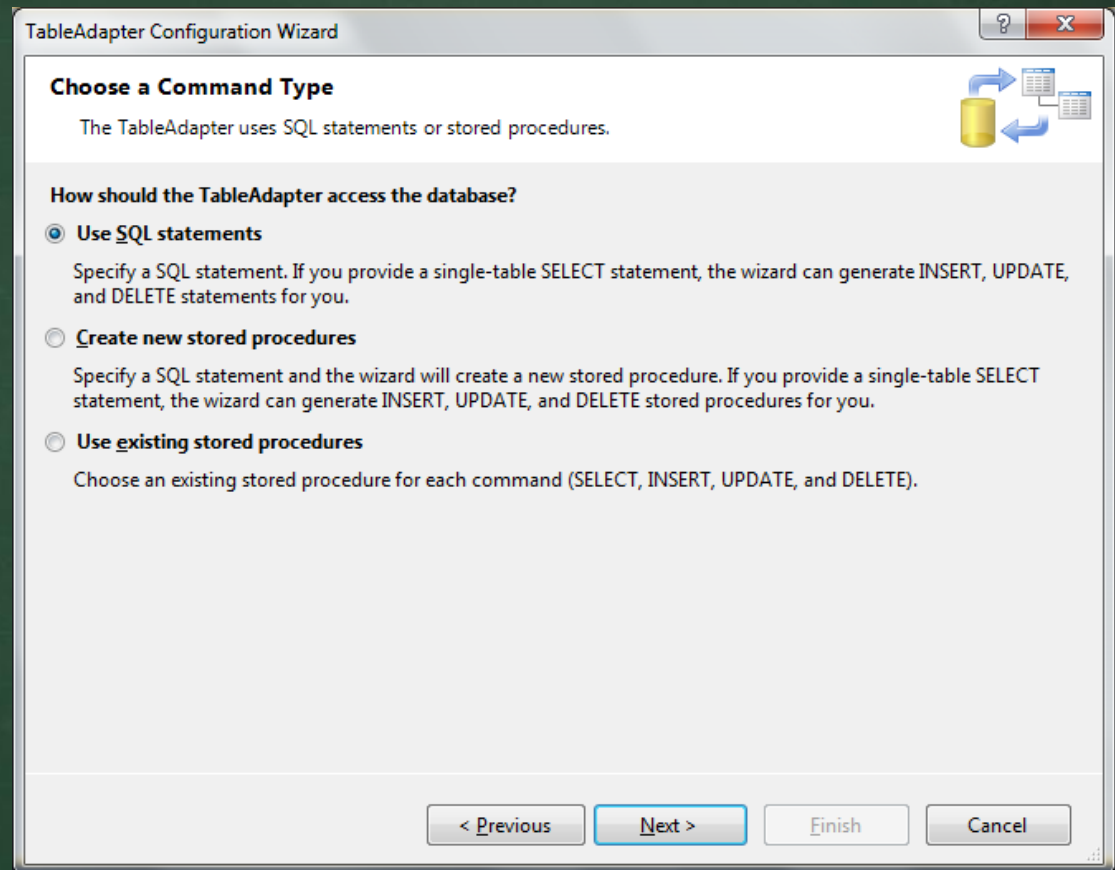 TableAdapter Configuration Wizard
?
X
Choose a Command Type
The TableAdapter uses SQL statements or stored procedures.
How should the TableAdapter access the database?
Use SQL statements
Specify a SQL statement. If you provide a single-table SELECT statement, the wizard can generate INSERT, UPDATE,
and DELETE statements for you.
Create new stored procedures
Specify a SQL statement and the wizard will create a new stored procedure. If you provide a single-table SELECT
statement, the wizard can generate INSERT, UPDATE, and DELETE stored procedures for you.
Use existing stored procedures
Choose an existing stored procedure for each command (SELECT, INSERT, UPDATE, and DELETE).
< Previous
Next >
Finish
Cancel